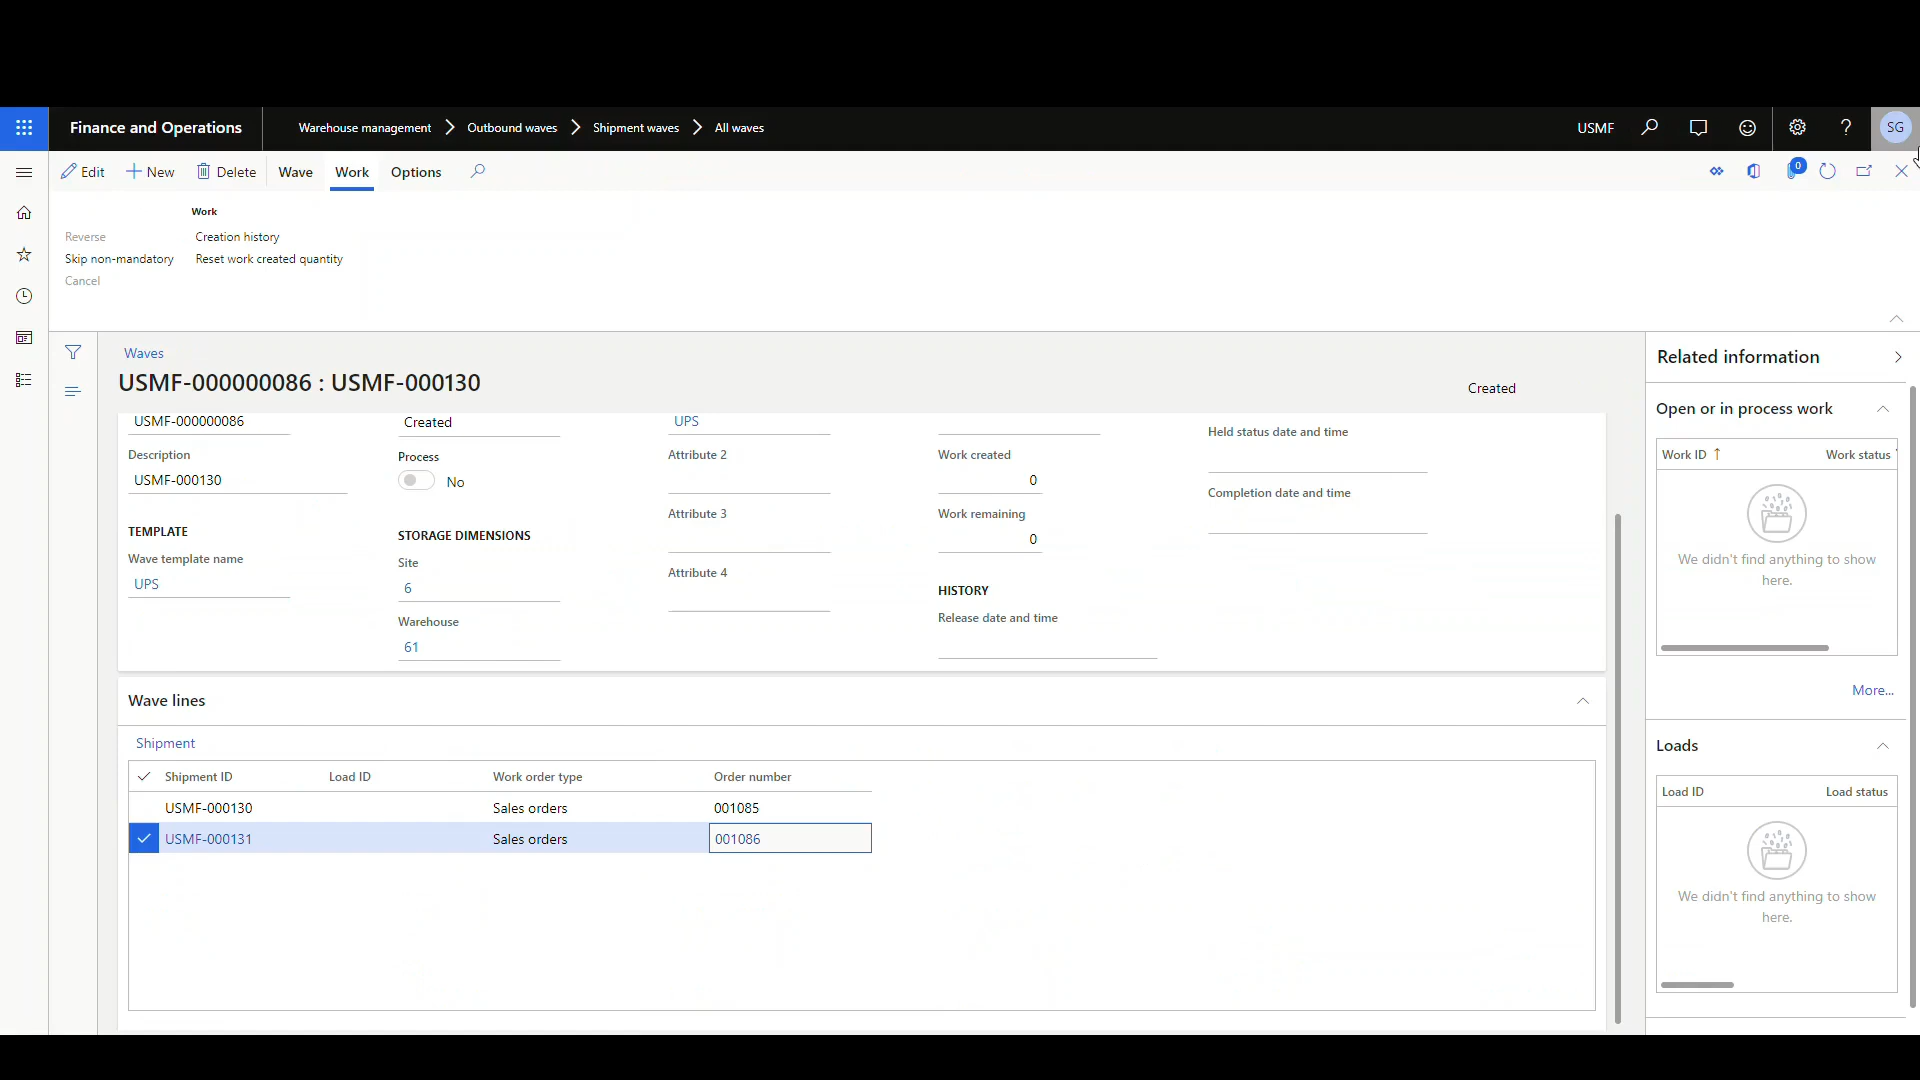 Finance and Operations
Warehouse management
Outbound waves
Shipment waves
All waves
USMF
SG
Edit
New
Delete
Wave
Work
Options
0
Work
Reverse
Creation history
Skip non-mandatory
Reset work created quantity
Cancel
Waves
USMF-000000086 : USMF-000130
Created
USMF-000000086
Description
USMF-000130
TEMPLATE
Wave template name
UPS
Created
Process
No
STORAGE DIMENSIONS
Site
6
Warehouse
61
UPS
Attribute 2
Attribute 3
Attribute 4
Work created
0
Work remaining
0
HISTORY
Release date and time
Held status date and time
Completion date and time
Wave lines
Shipment
Shipment ID Load ID Work order type Order number
USMF-000130 Sales orders 001085
USMF-000131 Sales orders 001086
Related information
Open or in process work
Work ID Work status
We didn't find anything to show
here.
More...
Loads
Load ID Load status
We didn't find anything to show
here.